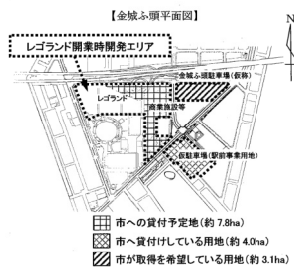 【金城ふ頭平面図】
レゴランド開業時開発エリア
金城ふ頭駐車場(仮称)
レゴランド
商業施設等
仮駐車場(駅前事業用地)
市への貸付予定地(約 7.8ha)
市へ貸付けしている用地(約 4.0ha)
市が取得を希望している用地(約 3.1ha)